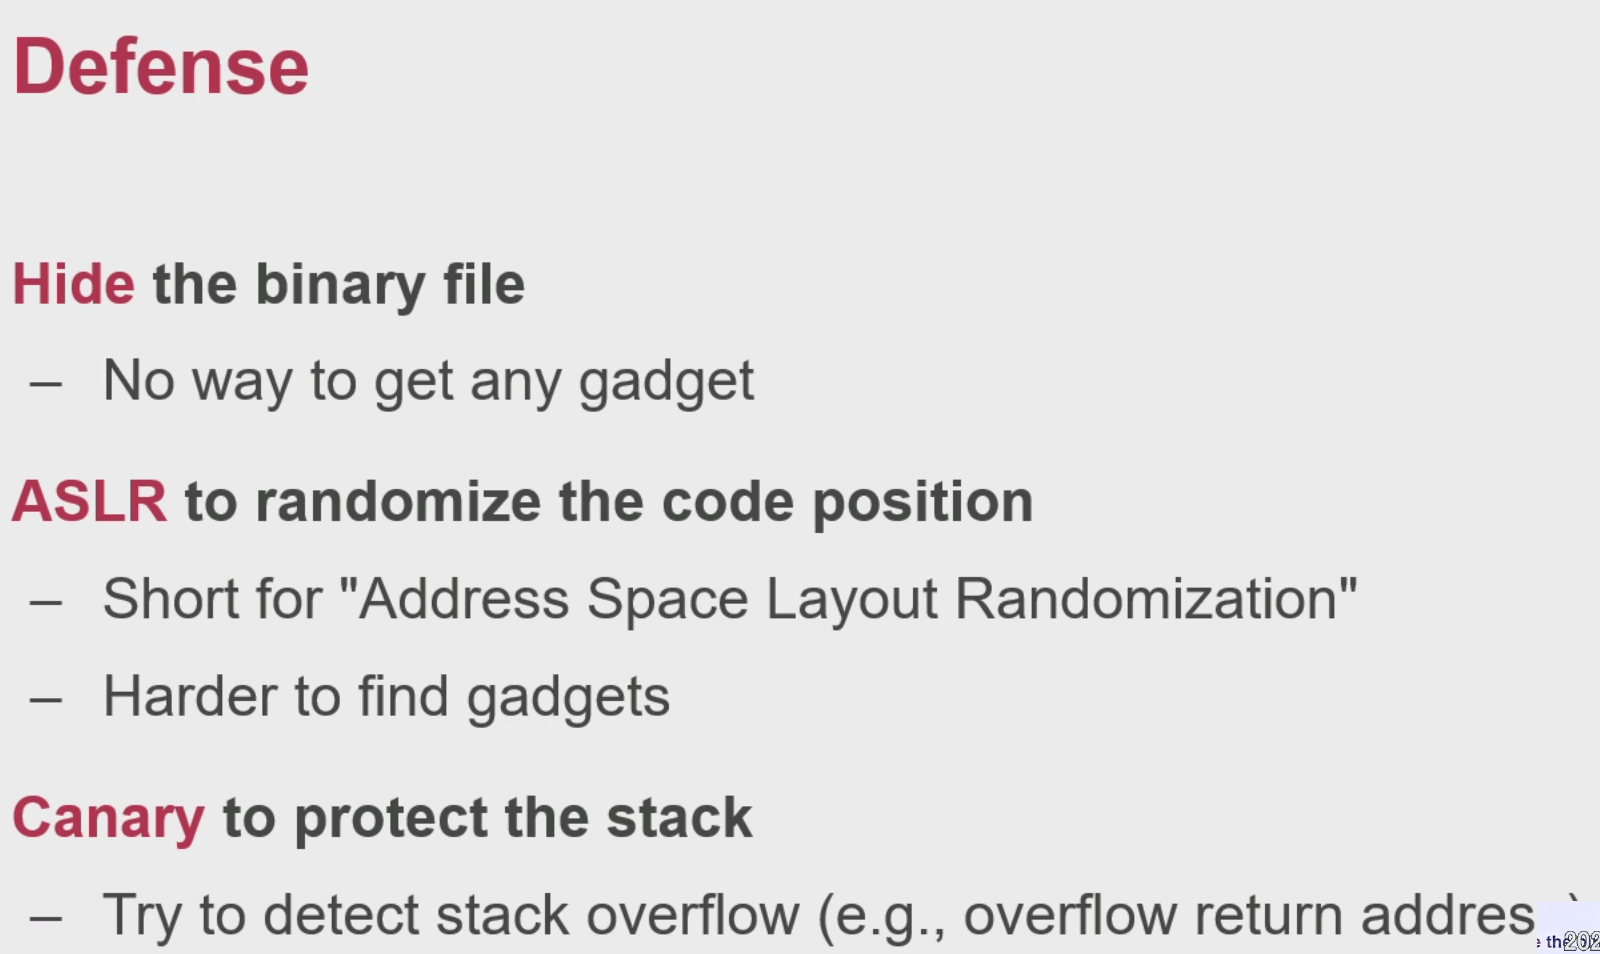 Defense
Hide the binary file
– No way to get any gadget
ASLR to randomize the code position
– Short for "Address Space Layout Randomization"
– Harder to find gadgets
Canary to protect the stack
– Try to detect stack overflow (e.g., overflow return addres
the
202